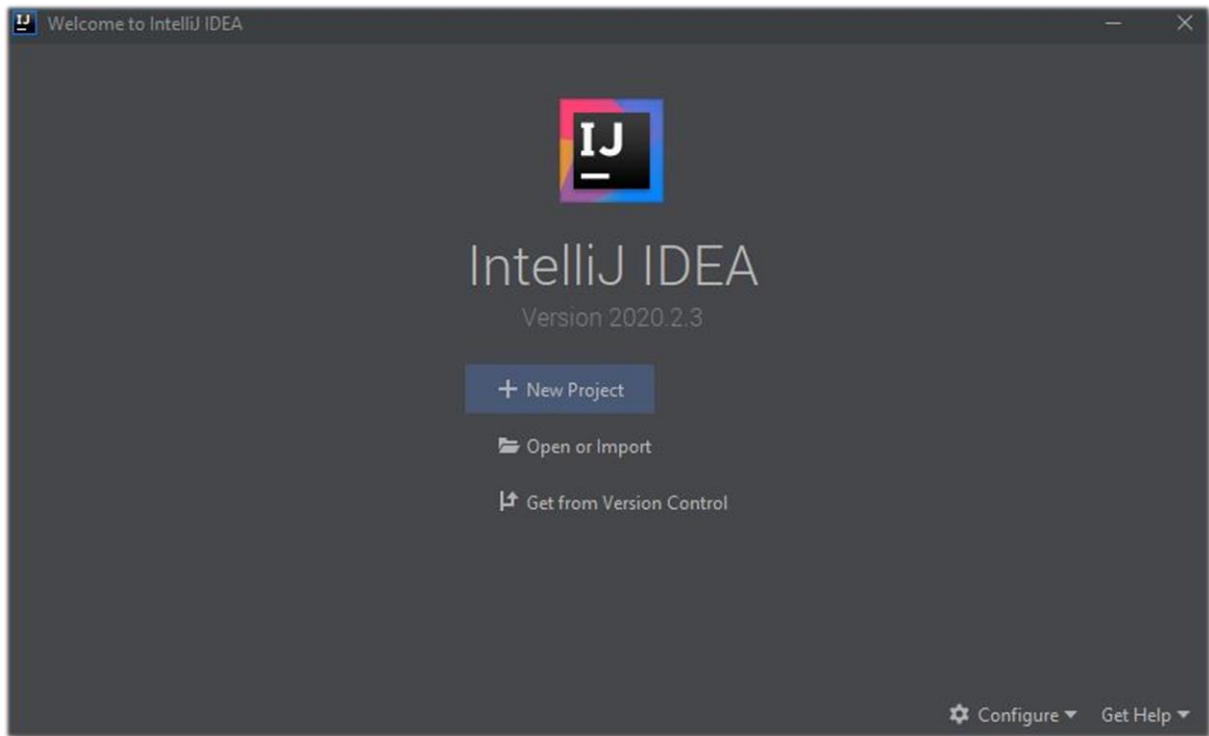 IJ Welcome to IntelliJ IDEA
IJ
IntelliJ IDEA
Version 2020.2.3
New Project
Open or Import
Get from Version Control
Configure Get Help